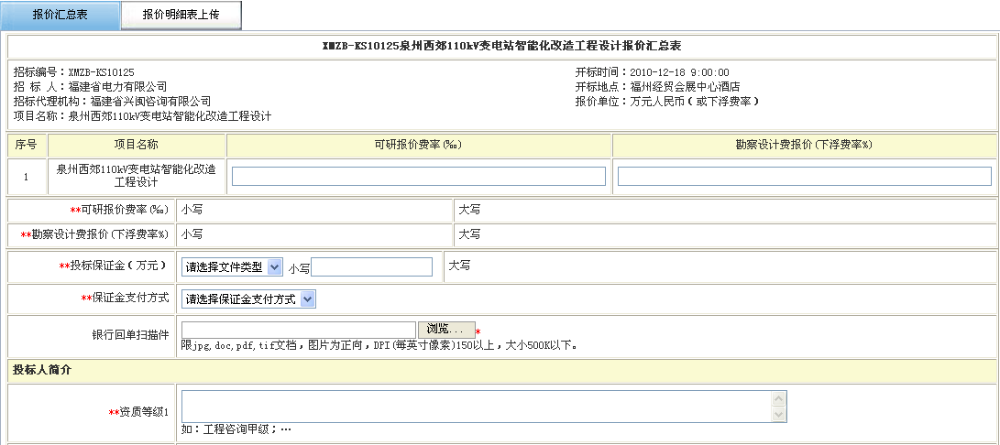 报价汇总表 报价明细表上传
XMZB-KS10125泉州西郊110kV变电站智能化改造工程设计报价汇总表
招标编号：XMZB-KS10125 开标时间：2010-12-18 9:00:00
招 标 人：福建省电力有限公司 开标地点：福州经贸会展中心酒店
招标代理机构：福建省兴闽咨询有限公司 报价单位：万元人民币（或下浮费率）
项目名称：泉州西郊110kV变电站智能化改造工程设计
序号 项目名称 可研报价费率(‰) 勘察设计费报价(下浮费率%)
1 泉州西郊110kV变电站智能化改造
工程设计
**可研报价费率(‰) 小写 大写
**勘察设计费报价(下浮费率%) 小写 大写
**投标保证金（万元） 请选择文件类型 小写 大写
**保证金支付方式 请选择保证金支付方式
银行回单扫描件 浏览... *
限jpg,doc,pdf,tif文档，图片为正向，DPI(每英寸像素)150以上，大小500K以下。
投标人简介
**资质等级1
如：工程咨询甲级；…